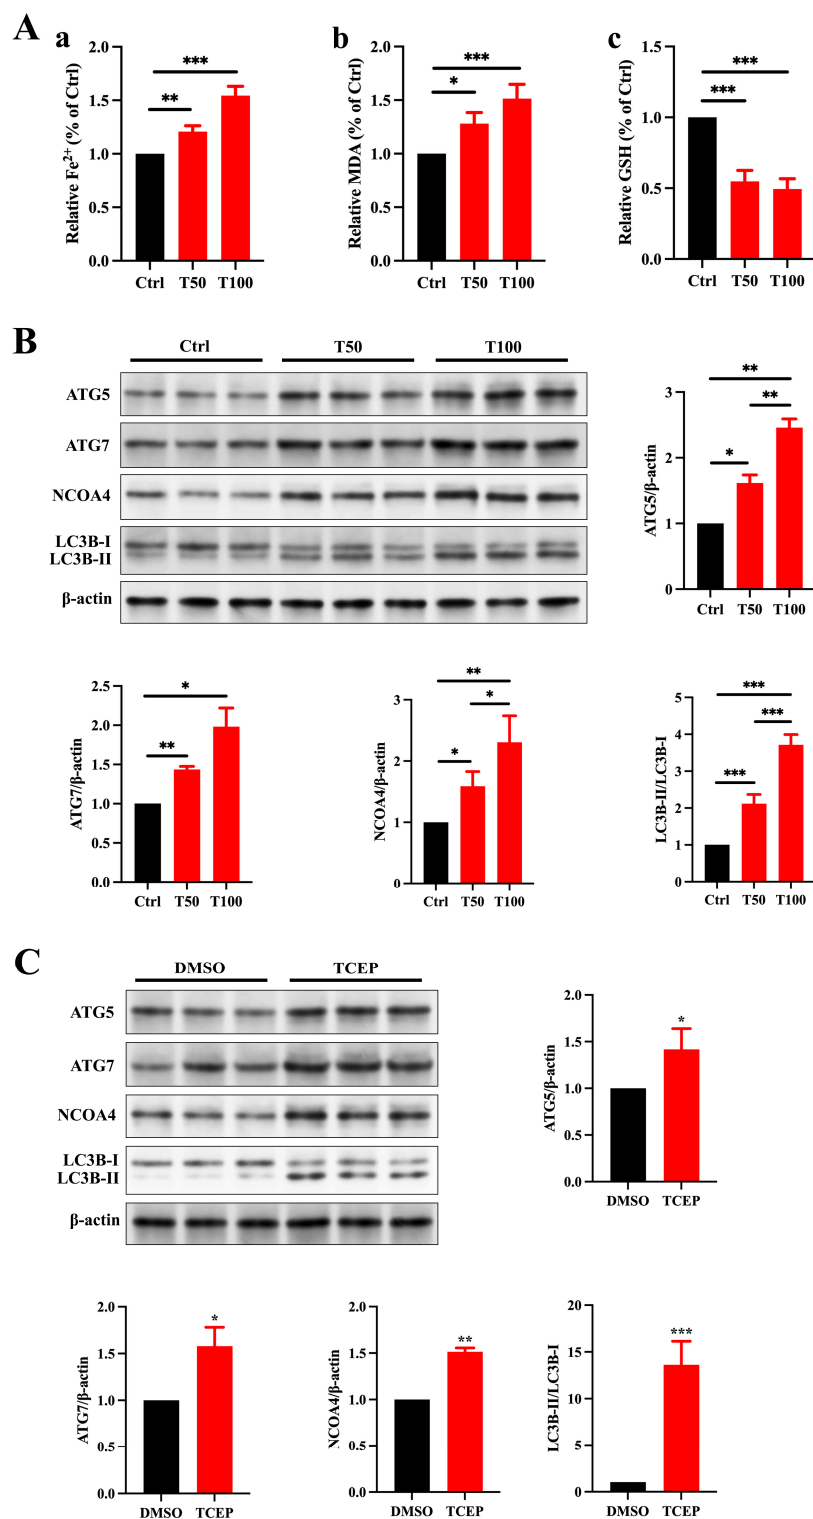 A
a
Relative Fe²⁺ (% of Ctrl)
2.0
1.5
1.0
0.5
0.0
***
**
Ctrl T50 T100
b
Relative MDA (% of Ctrl)
2.0
1.5
1.0
0.5
0.0
***
*
Ctrl T50 T100
c
Relative GSH (% of Ctrl)
1.5
1.0
0.5
0.0
***
***
Ctrl T50 T100
B
Ctrl T50 T100
ATG5
ATG7
NCOA4
LC3B-I
LC3B-II
β-actin
ATG5/β-actin
3
2
1
0
**
**
*
Ctrl T50 T100
ATG7/β-actin
2.5
2.0
1.5
1.0
0.5
0.0
*
**
Ctrl T50 T100
NCOA4/β-actin
3
2
1
0
**
*
*
Ctrl T50 T100
LC3B-II/LC3B-I
5
4
3
2
1
0
***
***
***
Ctrl T50 T100
C
DMSO TCEP
ATG5
ATG7
NCOA4
LC3B-I
LC3B-II
β-actin
ATG5/β-actin
2.0
1.5
1.0
0.5
0.0
*
DMSO TCEP
ATG7/β-actin
2.0
1.5
1.0
0.5
0.0
*
DMSO TCEP
NCOA4/β-actin
2.0
1.5
1.0
0.5
0.0
**
DMSO TCEP
LC3B-II/LC3B-I
20
15
10
5
0
***
DMSO TCEP